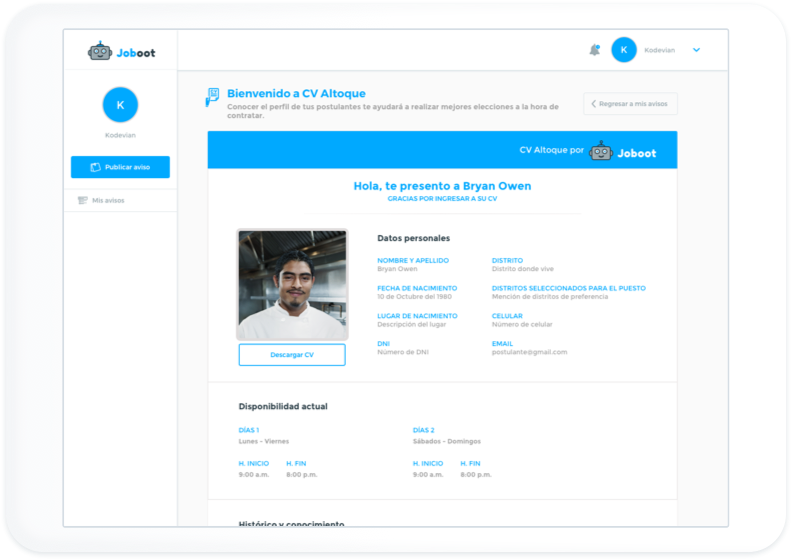 Joboot
K
Kodevian
K
Kodevian
Publicar aviso
Mis avisos
Bienvenido a CV Altoque
Conocer el perfil de tus postulantes te ayudará a realizar mejores elecciones a la hora de
contratar.
Regresar a mis avisos
CV Altoque por Joboot
Hola, te presento a Bryan Owen
GRACIAS POR INGRESAR A SU CV
Descargar CV
Datos personales
NOMBRE Y APELLIDO
Bryan Owen
DISTRITO
Distrito donde vive
FECHA DE NACIMIENTO
10 de Octubre del 1980
DISTRITOS SELECCIONADOS PARA EL PUESTO
Mención de distritos de preferencia
LUGAR DE NACIMIENTO
Descripción del lugar
CELULAR
Número de celular
DNI
Número de DNI
EMAIL
postulante@gmail.com
Disponibilidad actual
DÍAS 1
Lunes - Viernes
H. INICIO H. FIN
9:00 a.m. 8:00 p.m.
DÍAS 2
Sábados - Domingos
H. INICIO H. FIN
9:00 a.m. 8:00 p.m.
Histórico y conocimiento